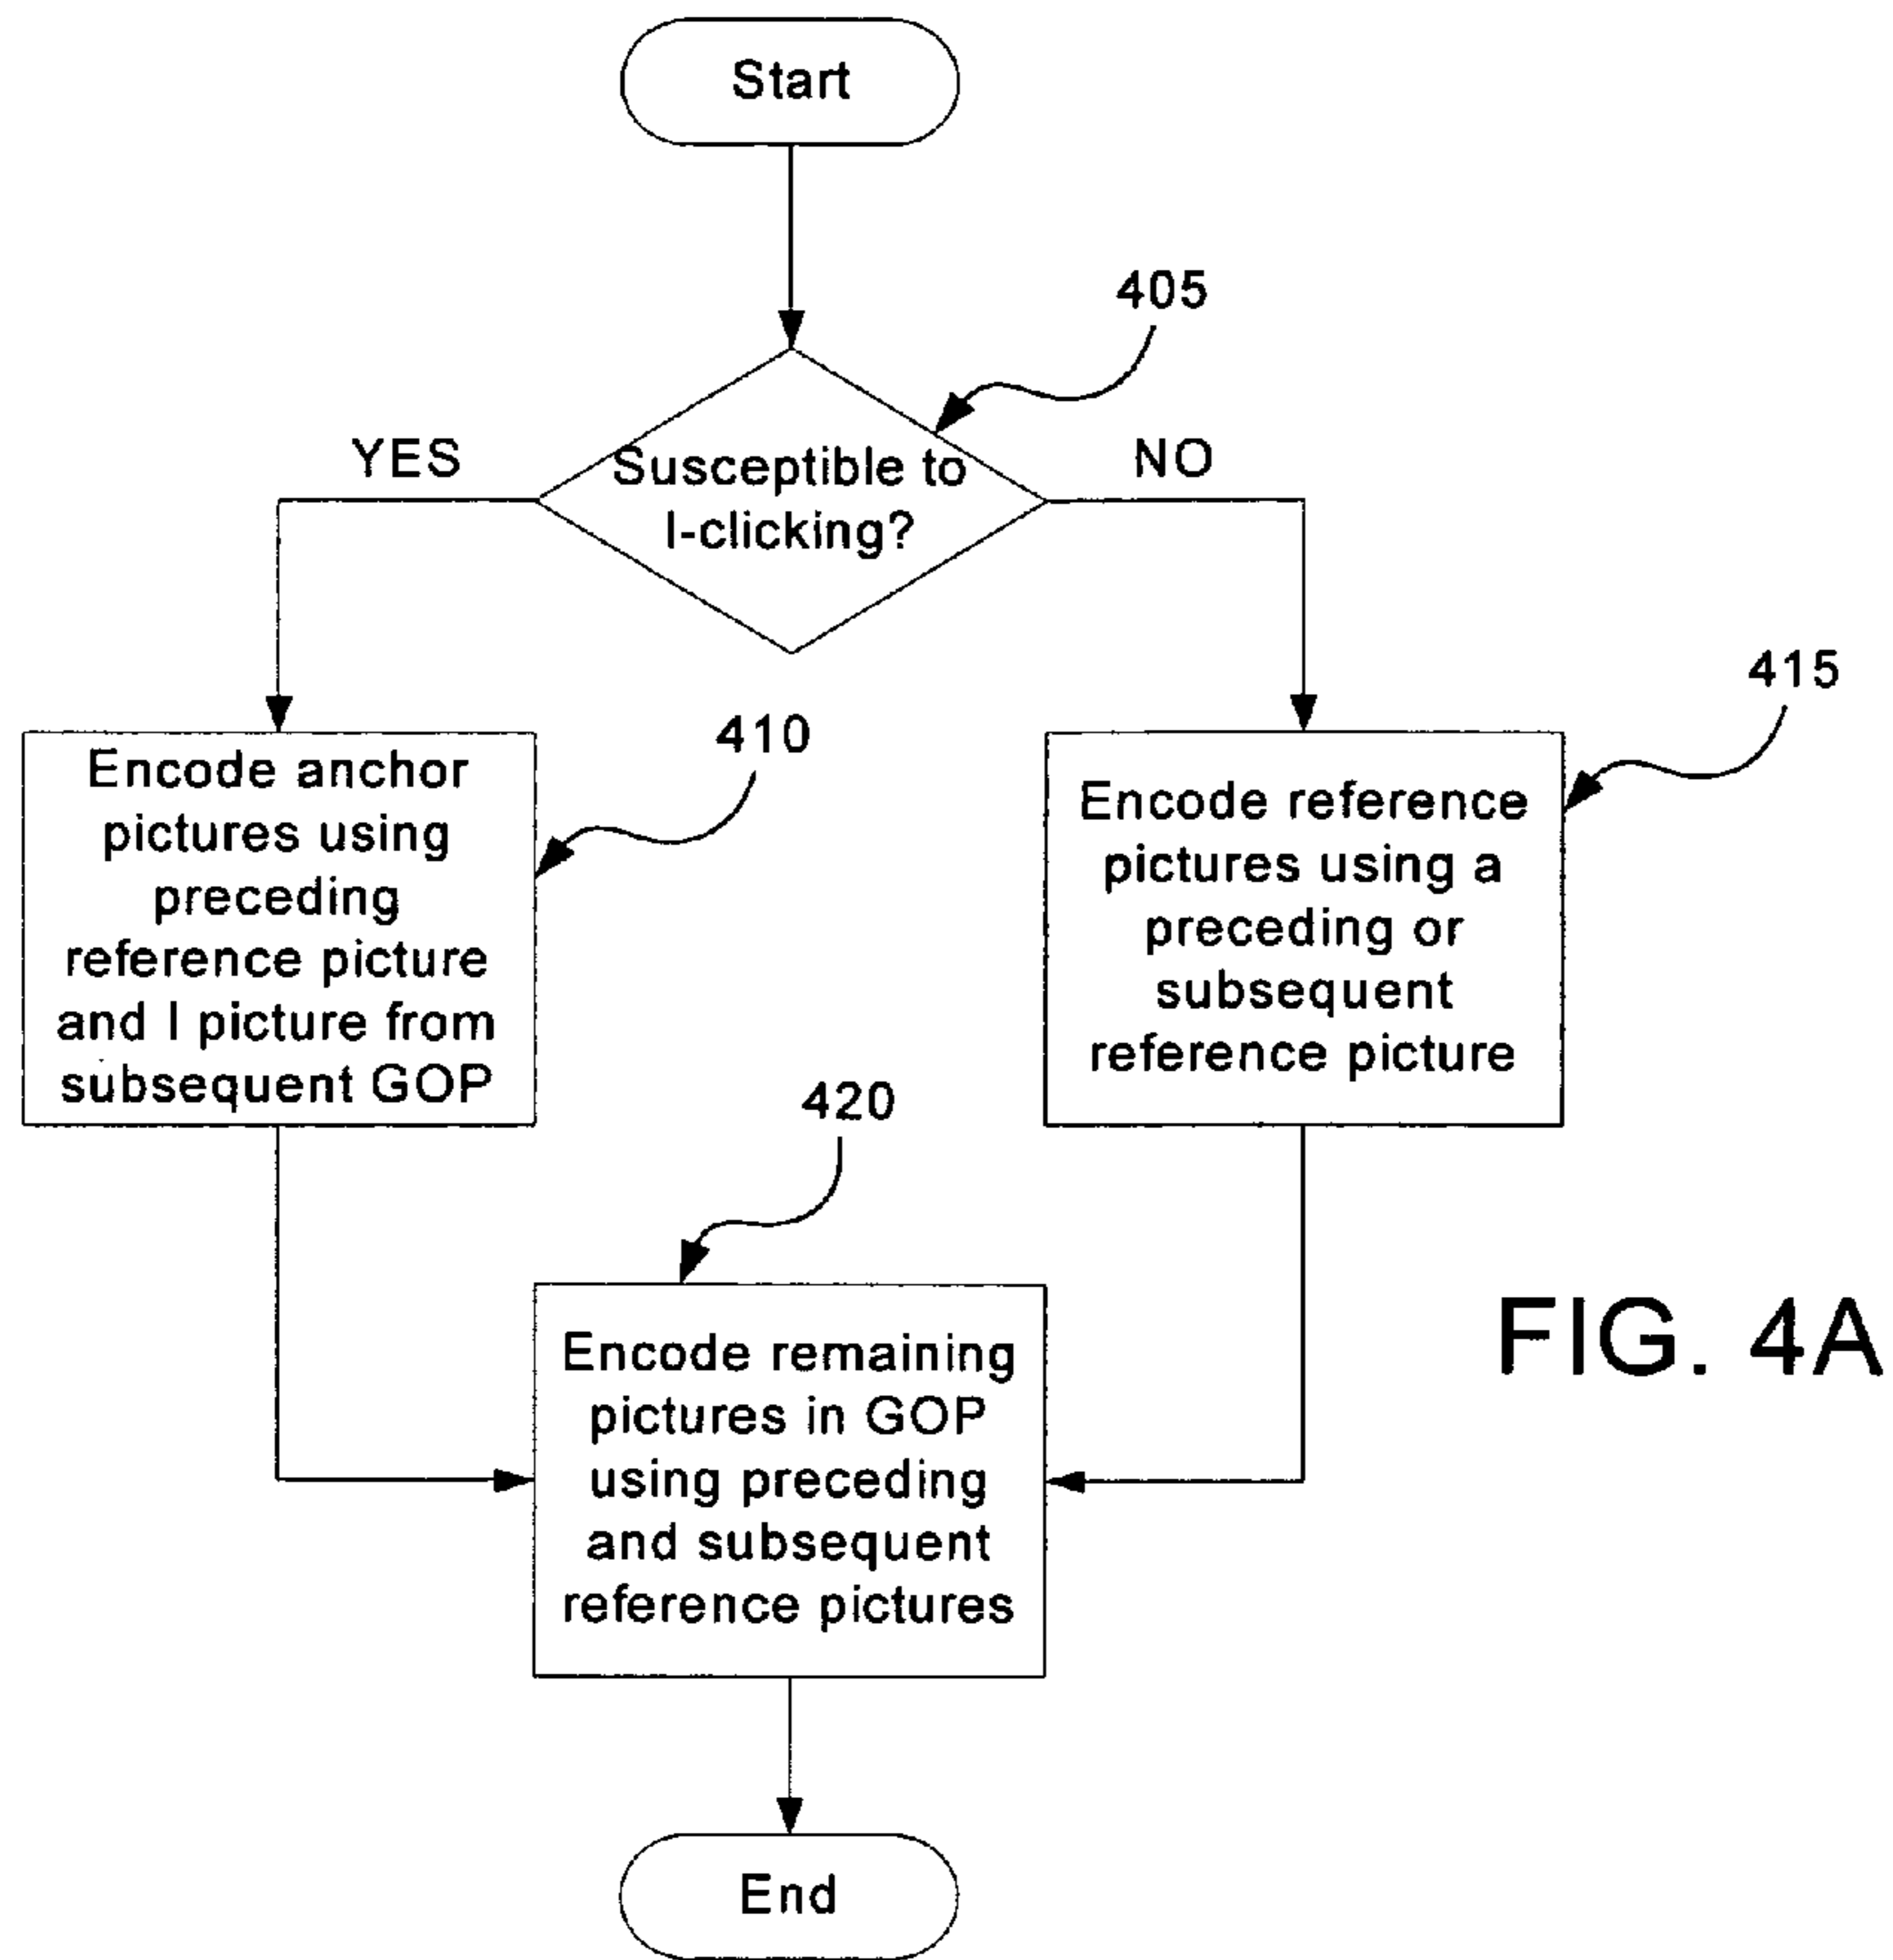 Start
405
YES
Susceptible to
I-clicking?
NO
410
Encode anchor
pictures using
preceding
reference picture
and I picture from
subsequent GOP
415
Encode reference
pictures using a
preceding or
subsequent
reference picture
420
Encode remaining
pictures in GOP
using preceding
and subsequent
reference pictures
FIG. 4A
End